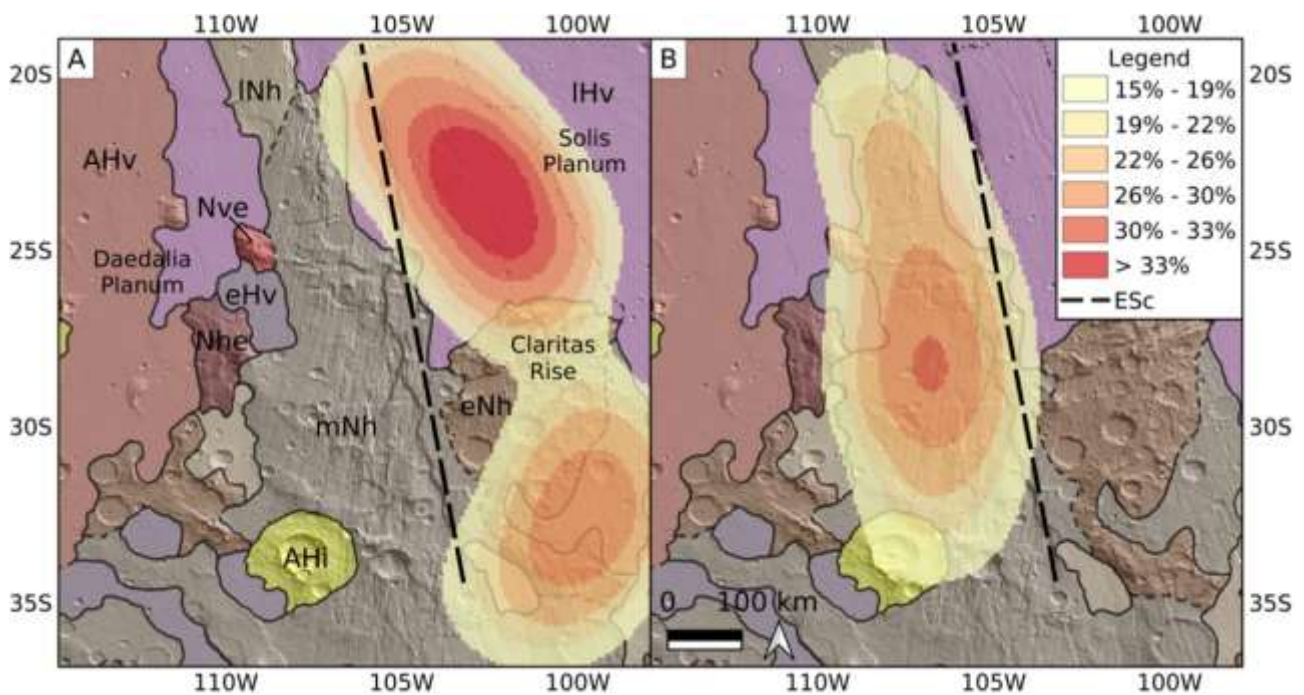 110W 105W 100W 110W 105W 100W
A
B
20S
20S
lNh
lHv
Solis
Planum
AHv
Nve
25S
25S
Daedalia
Planum
eHv
Nhe
Claritas
Rise
eNh
mNh
30S
30S
AHi
35S
35S
Legend
15% - 19%
19% - 22%
22% - 26%
26% - 30%
30% - 33%
> 33%
ESc
0 100 km
110W 105W 100W 110W 105W 100W